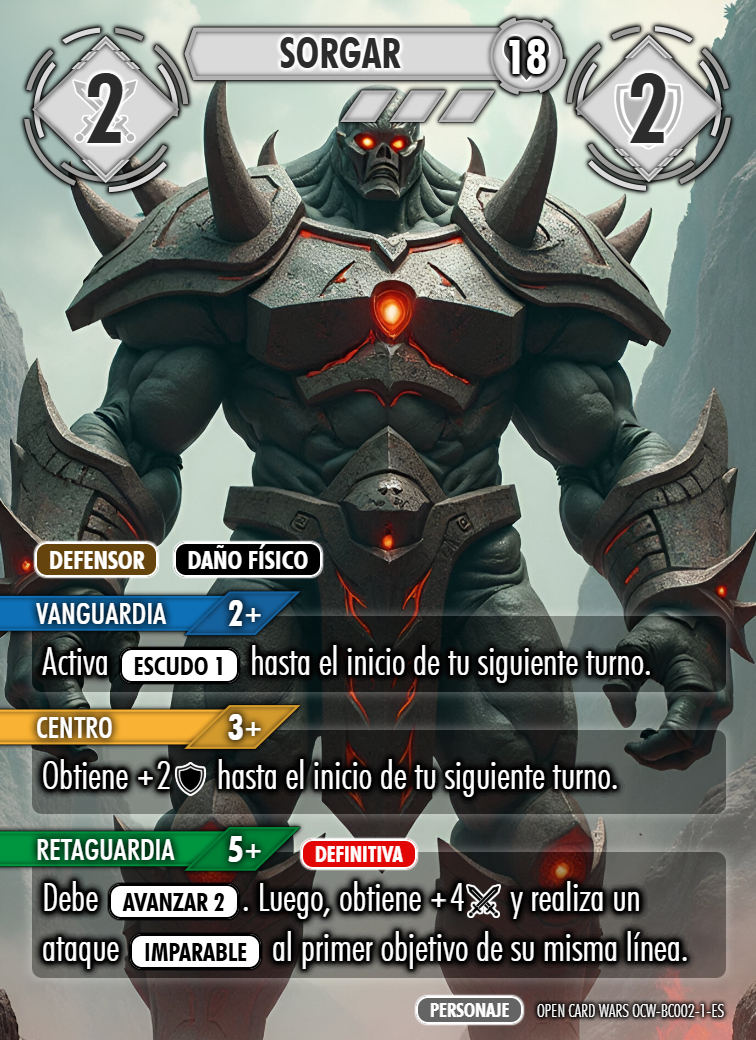 SORGAR
18
2
2
DEFENSOR DAÑO FÍSICO
VANGUARDIA 2+
Activa ESCUDO 1 hasta el inicio de tu siguiente turno.
CENTRO 3+
Obtiene +2 hasta el inicio de tu siguiente turno.
RETAGUARDIA 5+ DEFINITIVA
Debe AVANZAR 2. Luego, obtiene +4 y realiza un
ataque IMPARABLE al primer objetivo de su misma línea.
PERSONAJE OPEN CARD WARS OCW-BC002-1-ES